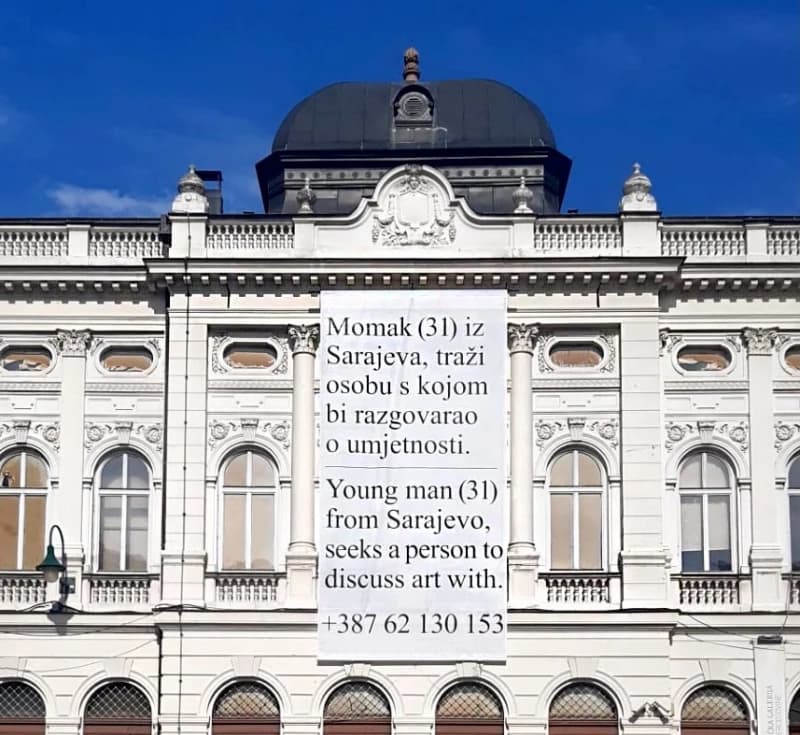 Momak (31) iz
Sarajeva, traži
osobu s kojom
bi razgovarao
o umjetnosti.
Young man (31)
from Sarajevo,
seeks a person to
discuss art with.
+387 62 130 153